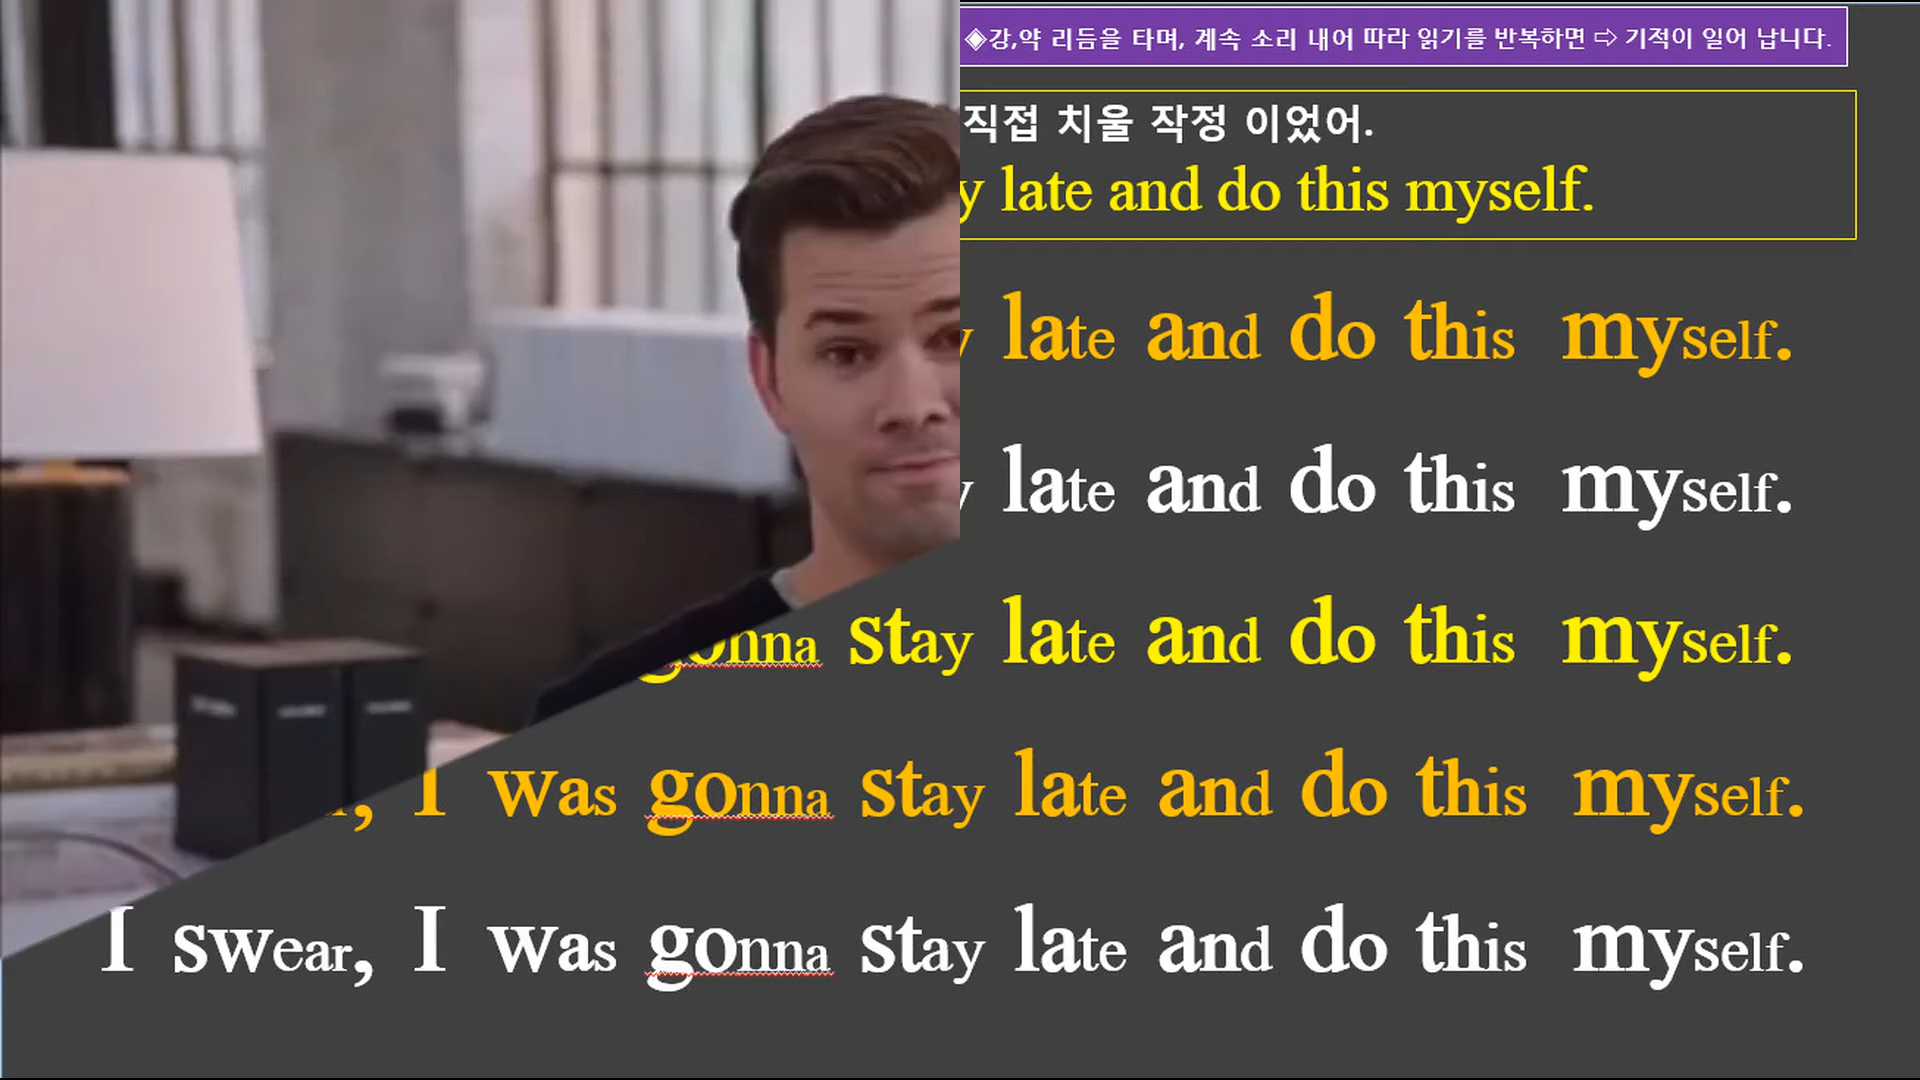 ◈강,약 리듬을 타며, 계속 소리 내어 따라 읽기를 반복하면 ⇨ 기적이 일어 납니다.
직접 치울 작정 이었어.
y late and do this myself.
y late and do this myself.
y late and do this myself.
gonna stay late and do this myself.
r, I was gonna stay late and do this myself.
I swear, I was gonna stay late and do this myself.